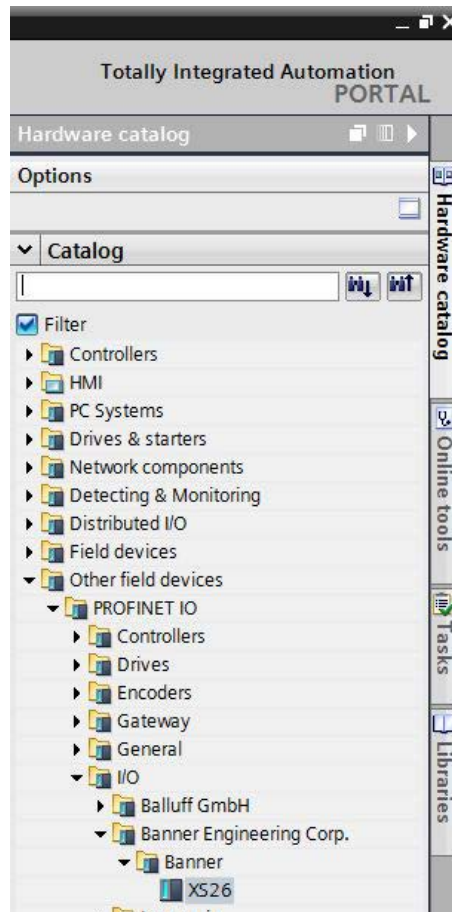 Totally Integrated Automation
PORTAL
Hardware catalog
Options
Catalog
Filter
Controllers
HMI
PC Systems
Drives & starters
Network components
Detecting & Monitoring
Distributed I/O
Field devices
Other field devices
PROFINET IO
Controllers
Drives
Encoders
Gateway
General
I/O
Balluff GmbH
Banner Engineering Corp.
Banner
XS26
Hardware catalog
Online tools
Tasks
Libraries